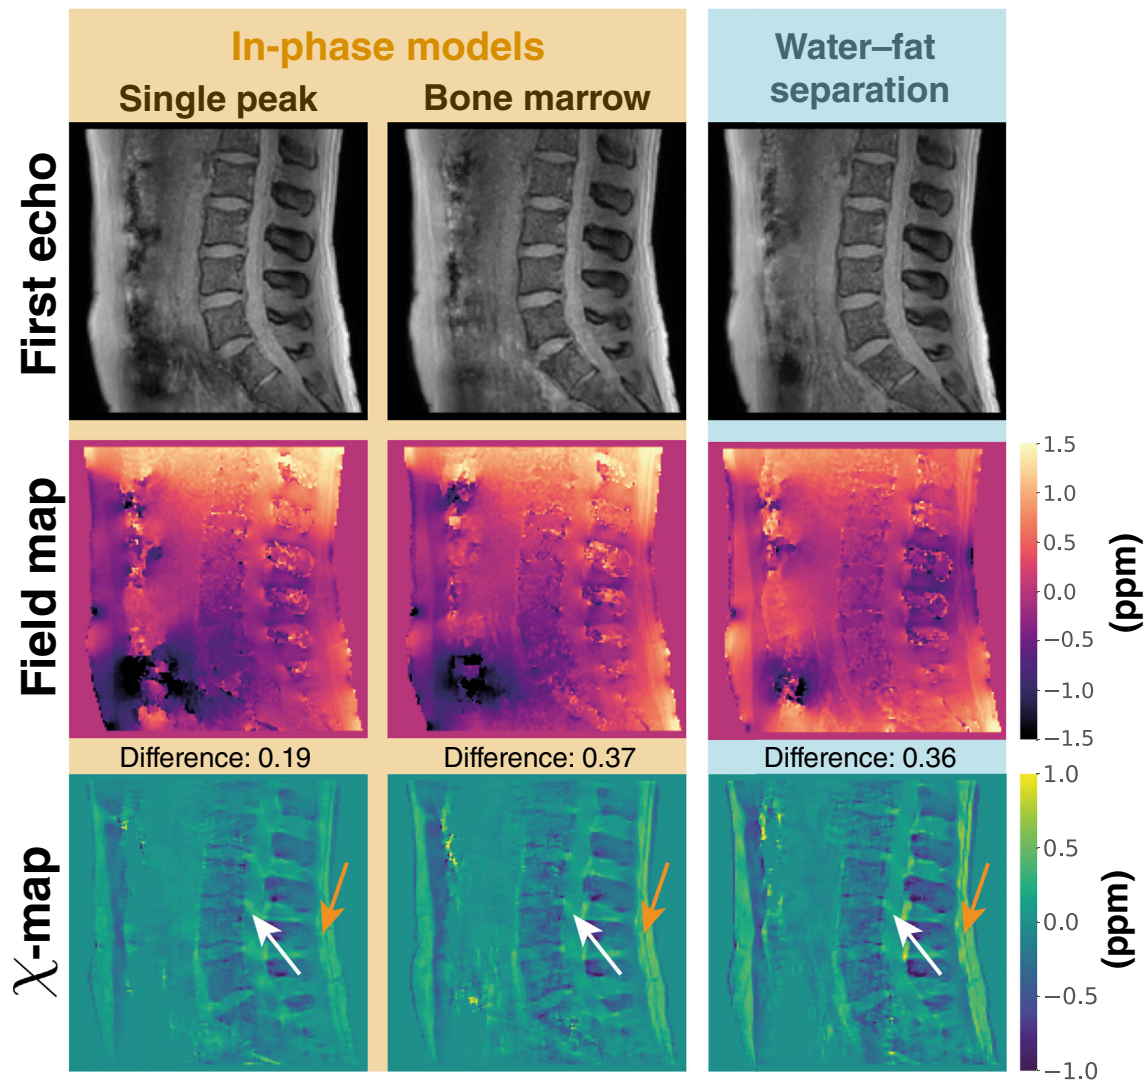 In-phase models
Water–fat
separation
Single peak
Bone marrow
First echo
Field map
1.5
1.0
0.5
0.0
−0.5
−1.0
−1.5
(ppm)
Difference: 0.19
Difference: 0.37
Difference: 0.36
χ-map
1.0
0.5
0.0
−0.5
−1.0
(ppm)